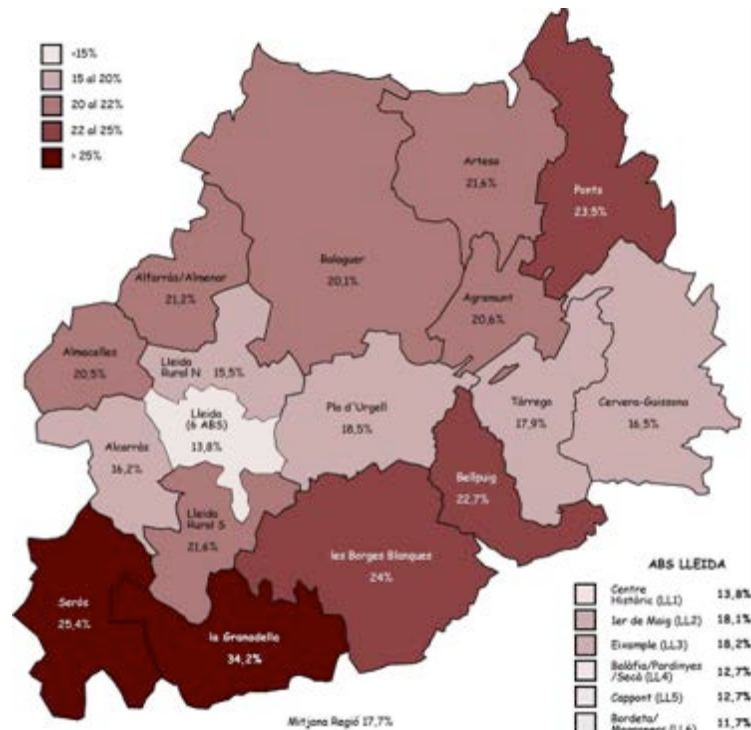 <15%
15 al 20%
20 al 22%
22 al 25%
> 25%
Artesa
21,6%
Ponts
23,5%
Balaguer
20,1%
Alfarràs/Almenar
21,2%
Agramunt
20,6%
Almacelles
20,5%
Lleida
Rural N 15,5%
Lleida
(6 ABS)
13,8%
Pla d'Urgell
18,5%
Tàrrega
17,9%
Cervera-Guissona
16,5%
Alcarràs
16,2%
Bellpuig
22,7%
Lleida
Rural S
21,6%
les Borges Blanques
24%
Seròs
25,4%
la Granadella
34,2%
Mitjana Regió 17,7%
ABS LLEIDA
Centre
Històric (LL1) 13,8%
1er de Maig (LL2) 18,1%
Eixample (LL3) 18,2%
Balàfia/Pardinyes
/Secà (LL4) 12,7%
Cappont (LL5) 12,7%
Bordeta/
Magraners (LL6) 11,7%